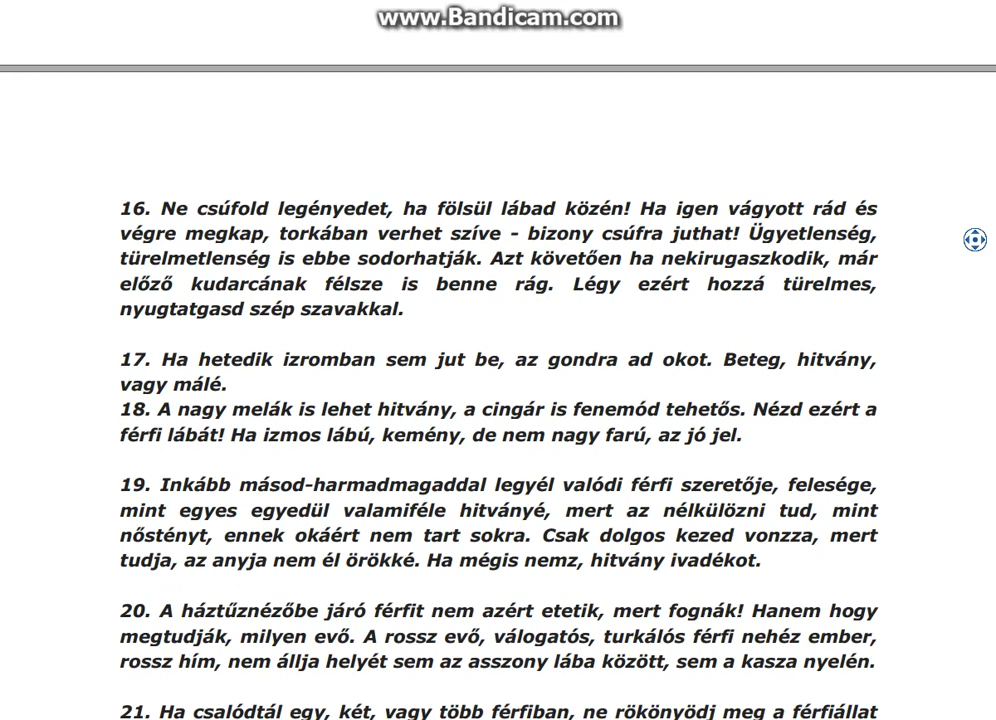 www.Bandicam.com
16. Ne csúfold legényedet, ha fölsül lábad közén! Ha igen vágyott rád és
végre megkap, torkában verhet szíve - bizony csúfra juthat! Ügyetlenség,
türelmetlenség is ebbe sodorhatják. Azt követően ha nekirugaszkodik, már
előző kudarcának félsze is benne rág. Légy ezért hozzá türelmes,
nyugtatgasd szép szavakkal.
17. Ha hetedik izromban sem jut be, az gondra ad okot. Beteg, hitvány,
vagy málé.
18. A nagy melák is lehet hitvány, a cingár is fenemód tehetős. Nézd ezért a
férfi lábát! Ha izmos lábú, kemény, de nem nagy farú, az jó jel.
19. Inkább másod-harmadmagaddal legyél valódi férfi szeretője, felesége,
mint egyes egyedül valamiféle hitványé, mert az nélkülözni tud, mint
nőstényt, ennek okáért nem tart sokra. Csak dolgos kezed vonzza, mert
tudja, az anyja nem él örökké. Ha mégis nemz, hitvány ivadékot.
20. A háztűznézőbe járó férfit nem azért etetik, mert fognák! Hanem hogy
megtudják, milyen evő. A rossz evő, válogatós, turkálós férfi nehéz ember,
rossz hím, nem állja helyét sem az asszony lába között, sem a kasza nyelén.
21. Ha csalódtál egy, két, vagy több férfiban, ne rökönyödj meg a férfiállat